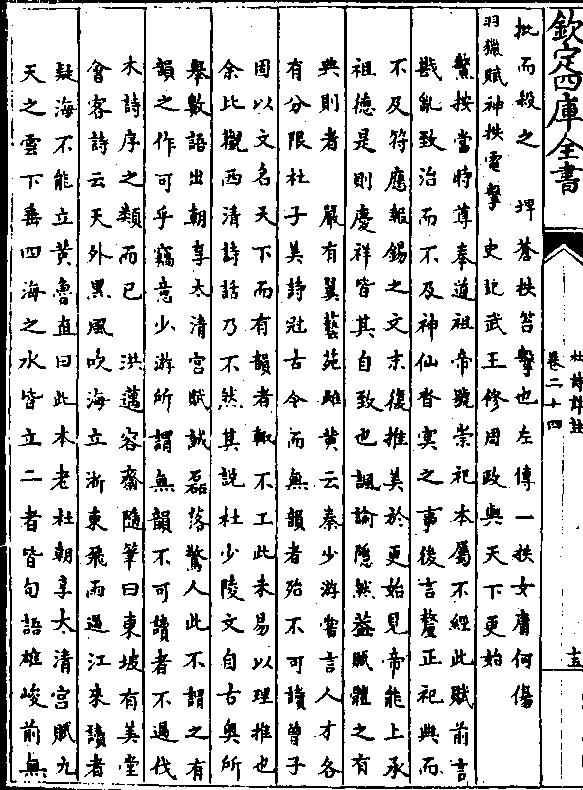 欽定四庫全書
批而殺之　埤蒼抶笞擊也左傳一抶女庸何傷
羽獵賦神抶電擊　史記武王修周政與天下更始
鰲按當時尊奉道祖帝號崇祀本屬不經此賦前言
戡亂致治而不及神仙杳冥之事後言釐正祀典而
不及符應報錫之文末復推美於更始見帝能上承
祖德是則慶祥皆其自致也諷諭隱然益賦體之有
典則者　嚴有翼藝苑雌黄云秦少游嘗言人才各
有分限杜子美詩冠古今而無韻者殆不可讀曾子
固以文名天下而有韻者輒不工此未易以理推也
余比觀西清詩話乃不然其說杜少陵文自古奧所
舉數語出朝享太清宮賦誠磊落驚人此不謂之有
韻之作可乎竊意少游所謂無韻不可讀者不過伐
木詩序之類而已　洪邁容齋隨筆曰東坡有美堂
會客詩云天外黑風吹海立浙東飛雨過江來讀者
疑海不能立黄魯直曰此本老杜朝享太清宮賦九
天之雲下垂四海之水皆立二者皆句語雄峻前無
杜詩詳註
卷二十四
十五